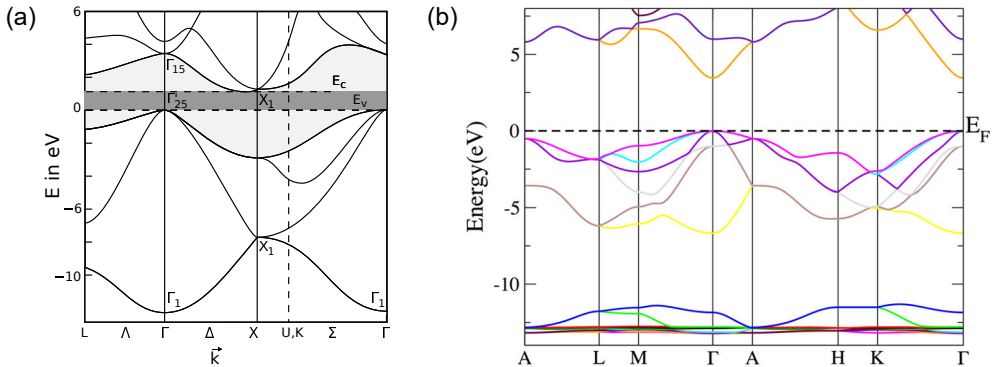 (a)
E in eV
6
0
−6
−10
Γ15
Γ'25
X1
Ec
Ev
X1
Γ1
Γ1
L Λ Γ Δ X U,K Σ Γ
k⃗
(b)
Energy(eV)
5
0
-5
-10
EF
A L M Γ A H K Γ